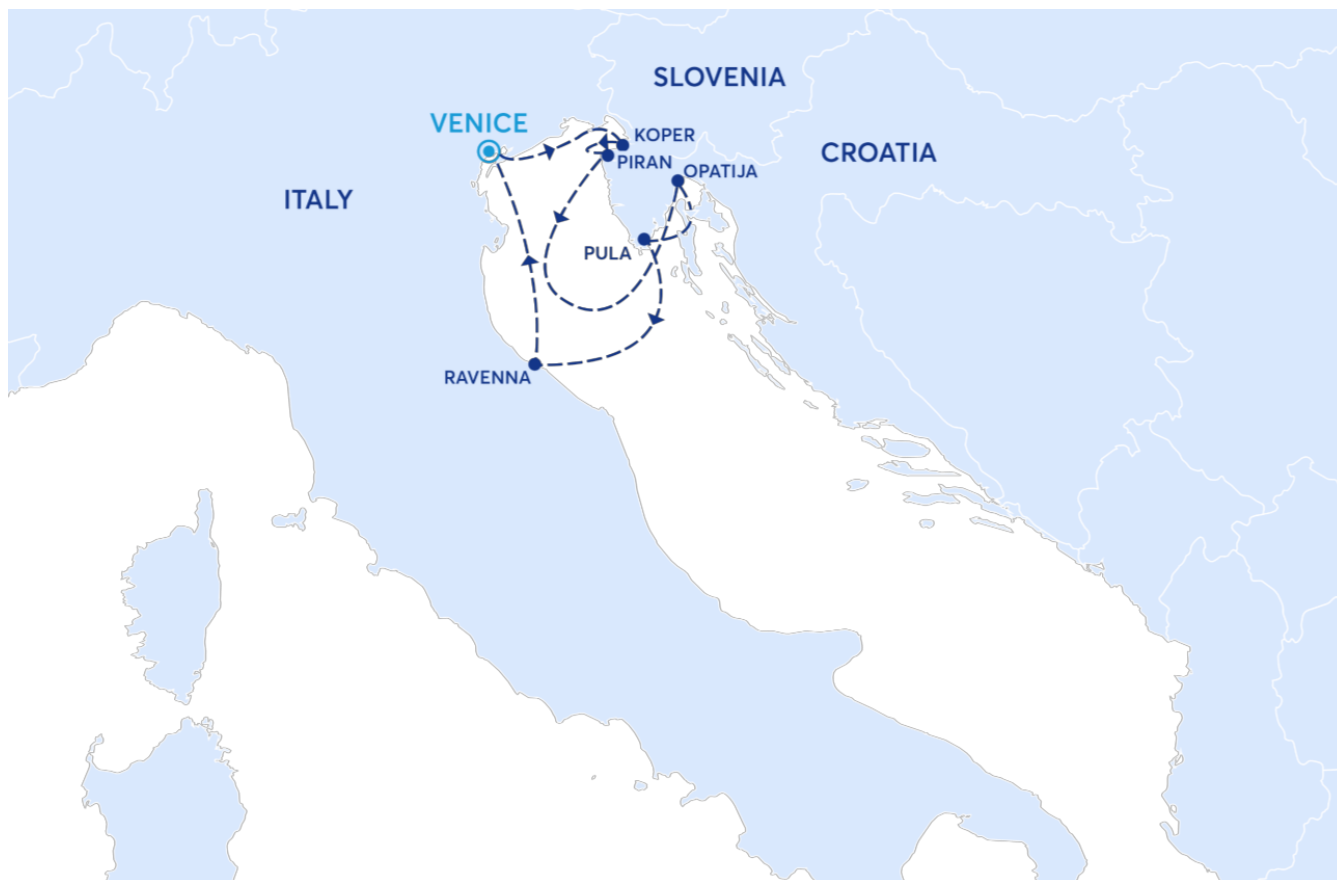 SLOVENIA
VENICE
KOPER
CROATIA
PIRAN
OPATIJA
ITALY
PULA
RAVENNA